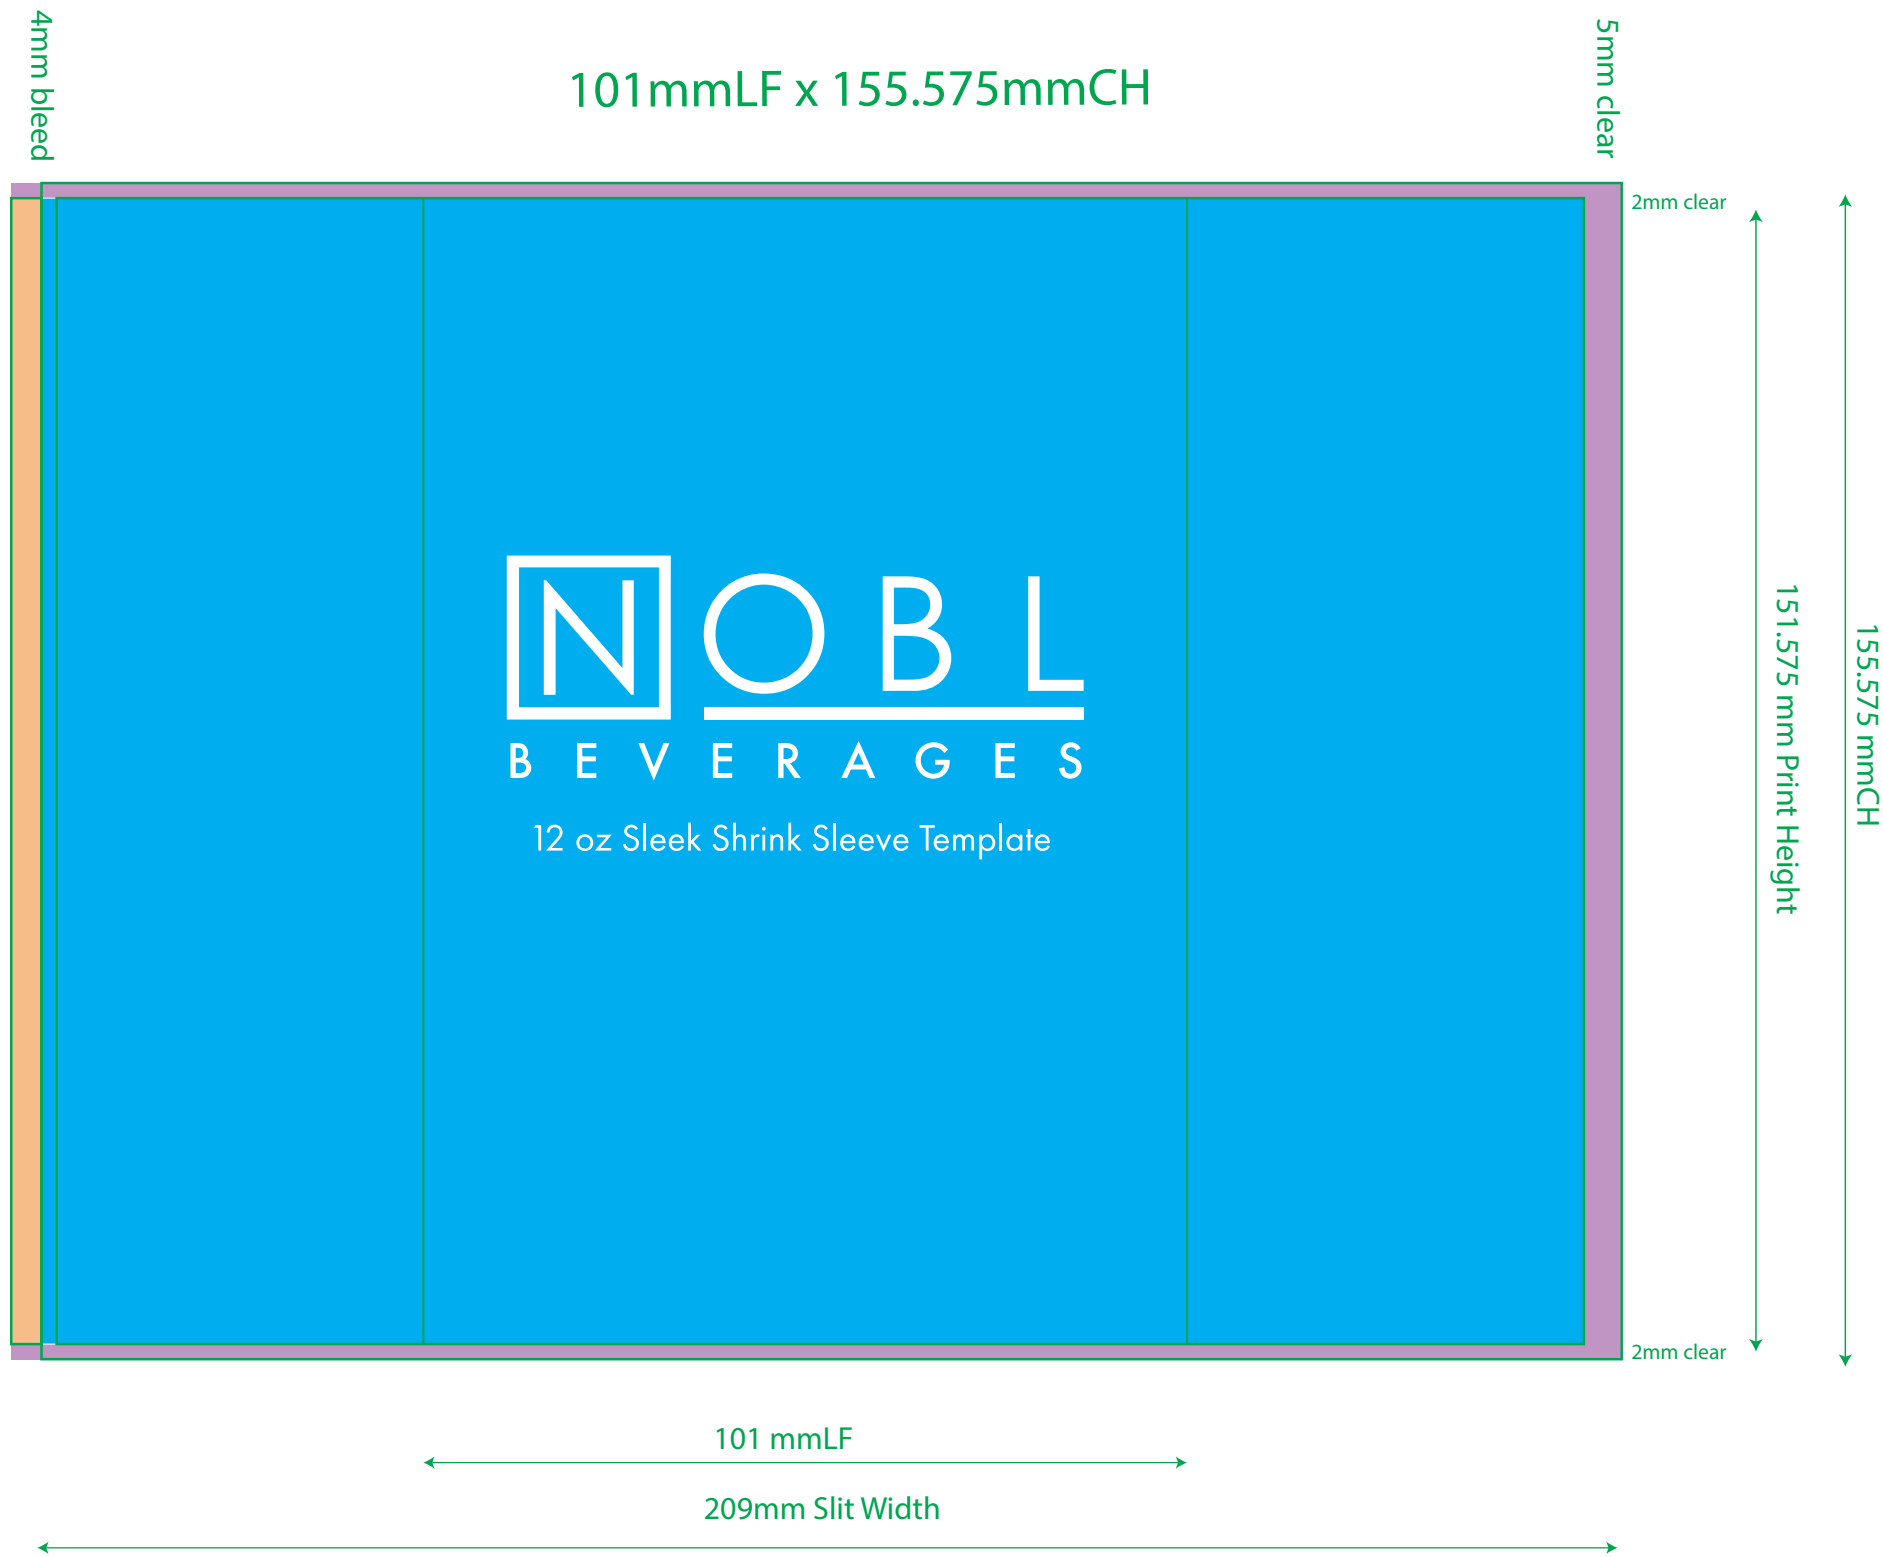 4mm bleed
101mmLF x 155.575mmCH
5mm clear
2mm clear
NOBL
BEVERAGES
12 oz Sleek Shrink Sleeve Template
151.575 mm Print Height
155.575 mmCH
2mm clear
101 mmLF
209mm Slit Width